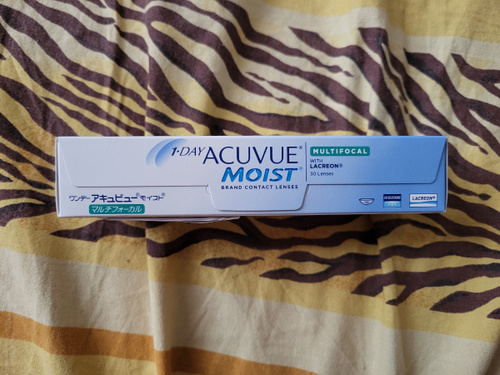 1·DAY ACUVUE®
MOIST®
BRAND CONTACT LENSES
MULTIFOCAL
WITH
LACREON®
30 Lenses
ワンデー アキュビュー® モイスト®
マルチフォーカル
LACREON®